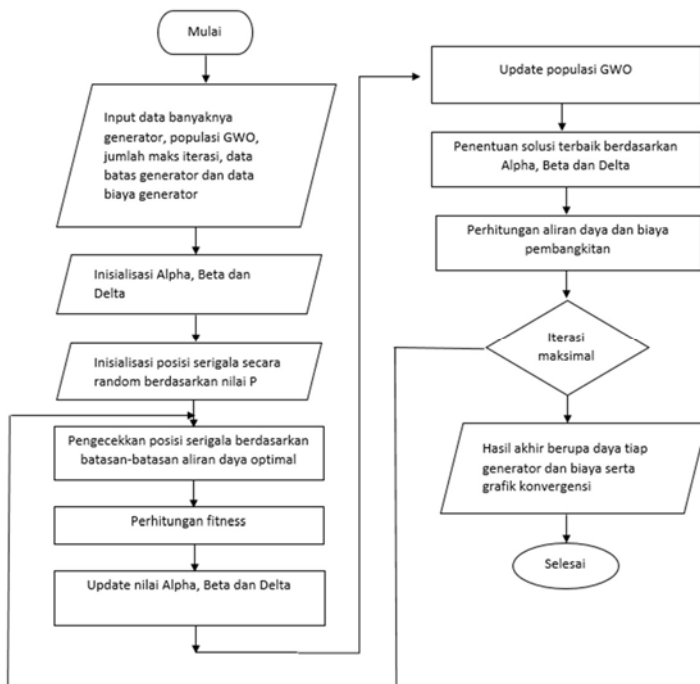 Mulai
Input data banyaknya
generator, populasi GWO,
jumlah maks iterasi, data
batas generator dan data
biaya generator
Inisialisasi Alpha, Beta dan
Delta
Inisialisasi posisi serigala secara
random berdasarkan nilai P
Pengecekkan posisi serigala berdasarkan
batasan-batasan aliran daya optimal
Perhitungan fitness
Update nilai Alpha, Beta dan Delta
Update populasi GWO
Penentuan solusi terbaik berdasarkan
Alpha, Beta dan Delta
Perhitungan aliran daya dan biaya
pembangkitan
Iterasi
maksimal
Hasil akhir berupa daya tiap
generator dan biaya serta
grafik konvergensi
Selesai